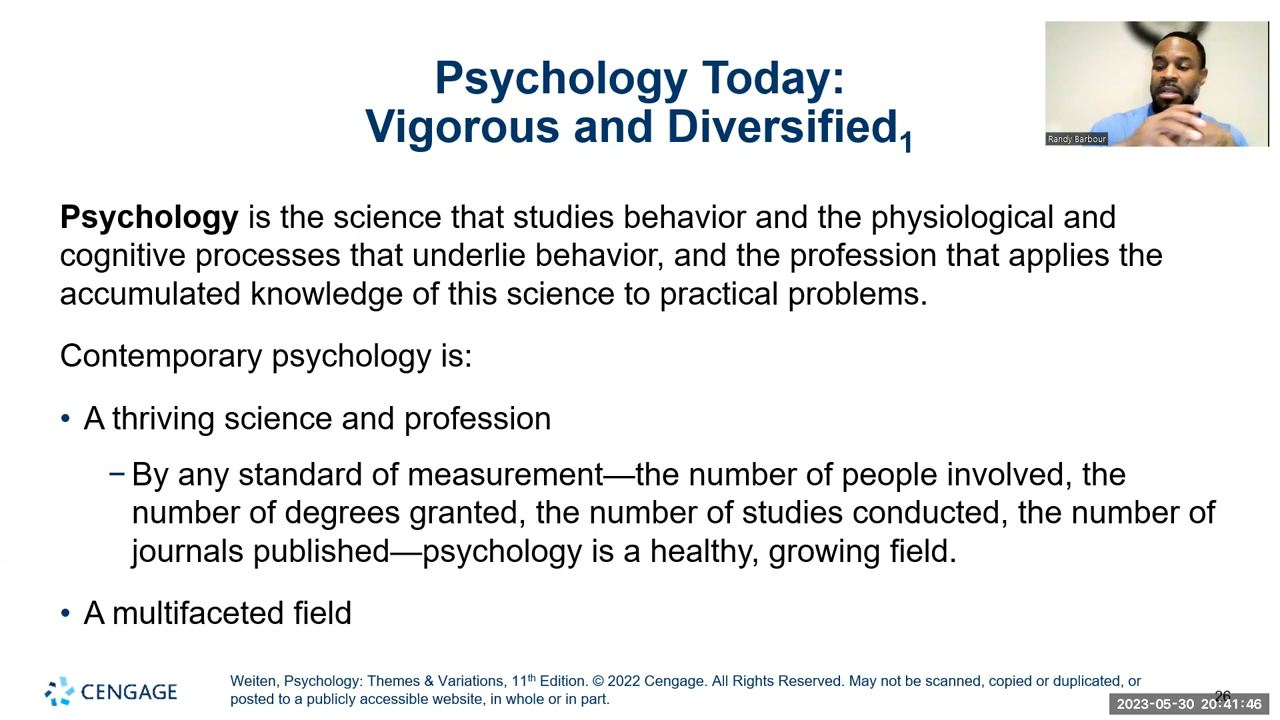 Psychology Today:
Vigorous and Diversified1
Randy Barbour
Psychology is the science that studies behavior and the physiological and
cognitive processes that underlie behavior, and the profession that applies the
accumulated knowledge of this science to practical problems.
Contemporary psychology is:
• A thriving science and profession
– By any standard of measurement—the number of people involved, the
number of degrees granted, the number of studies conducted, the number of
journals published—psychology is a healthy, growing field.
• A multifaceted field
CENGAGE
Weiten, Psychology: Themes & Variations, 11th Edition. © 2022 Cengage. All Rights Reserved. May not be scanned, copied or duplicated, or
posted to a publicly accessible website, in whole or in part.
26
2023-05-30 20:41:46